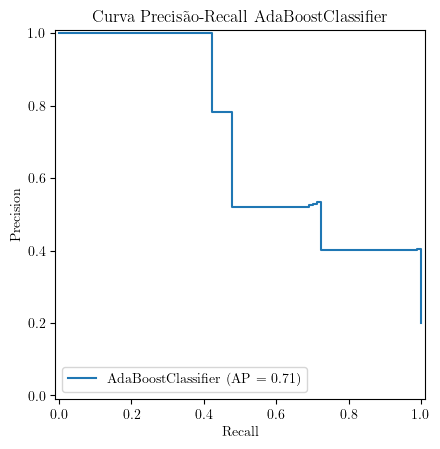 Curva Precisão-Recall AdaBoostClassifier
1.0
0.8
0.6
0.4
0.2
0.0
Precision
AdaBoostClassifier (AP = 0.71)
0.0 0.2 0.4 0.6 0.8 1.0
Recall